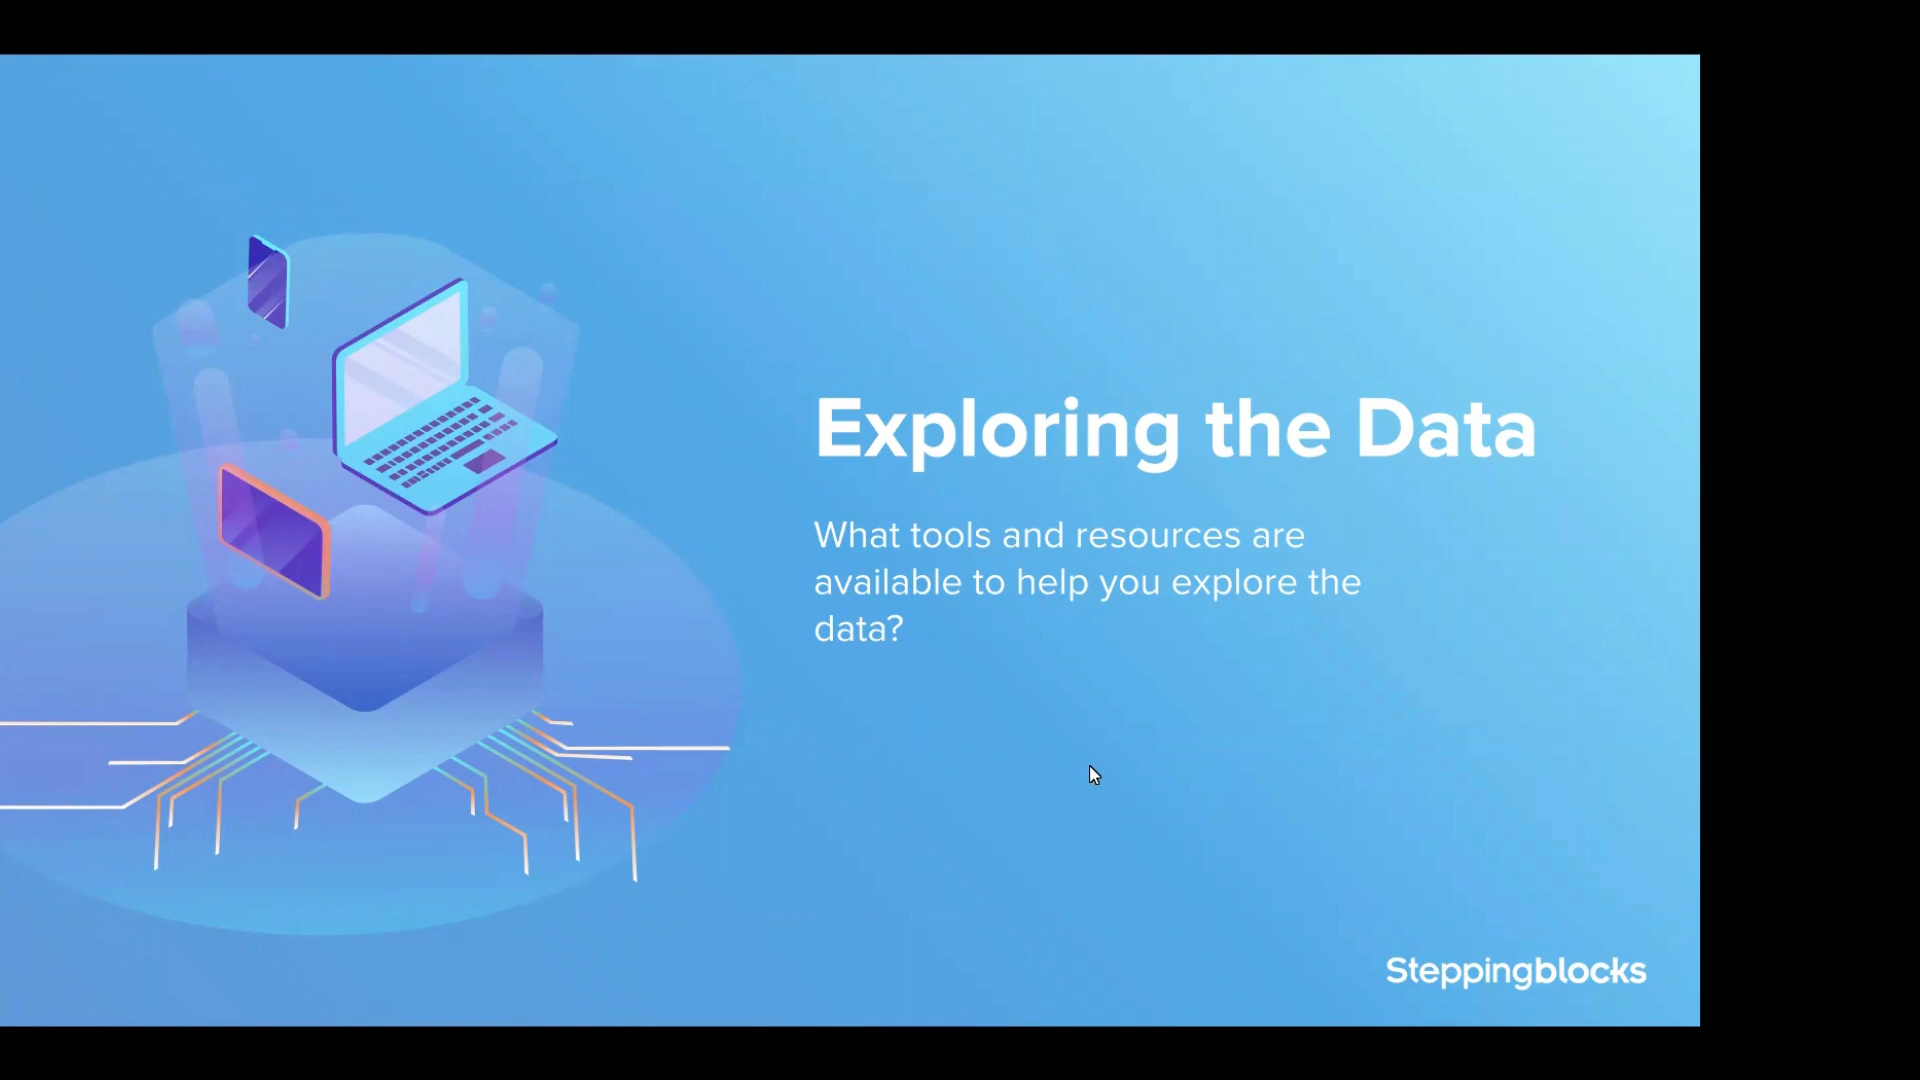 Exploring the Data
What tools and resources are
available to help you explore the
data?
Steppingblocks